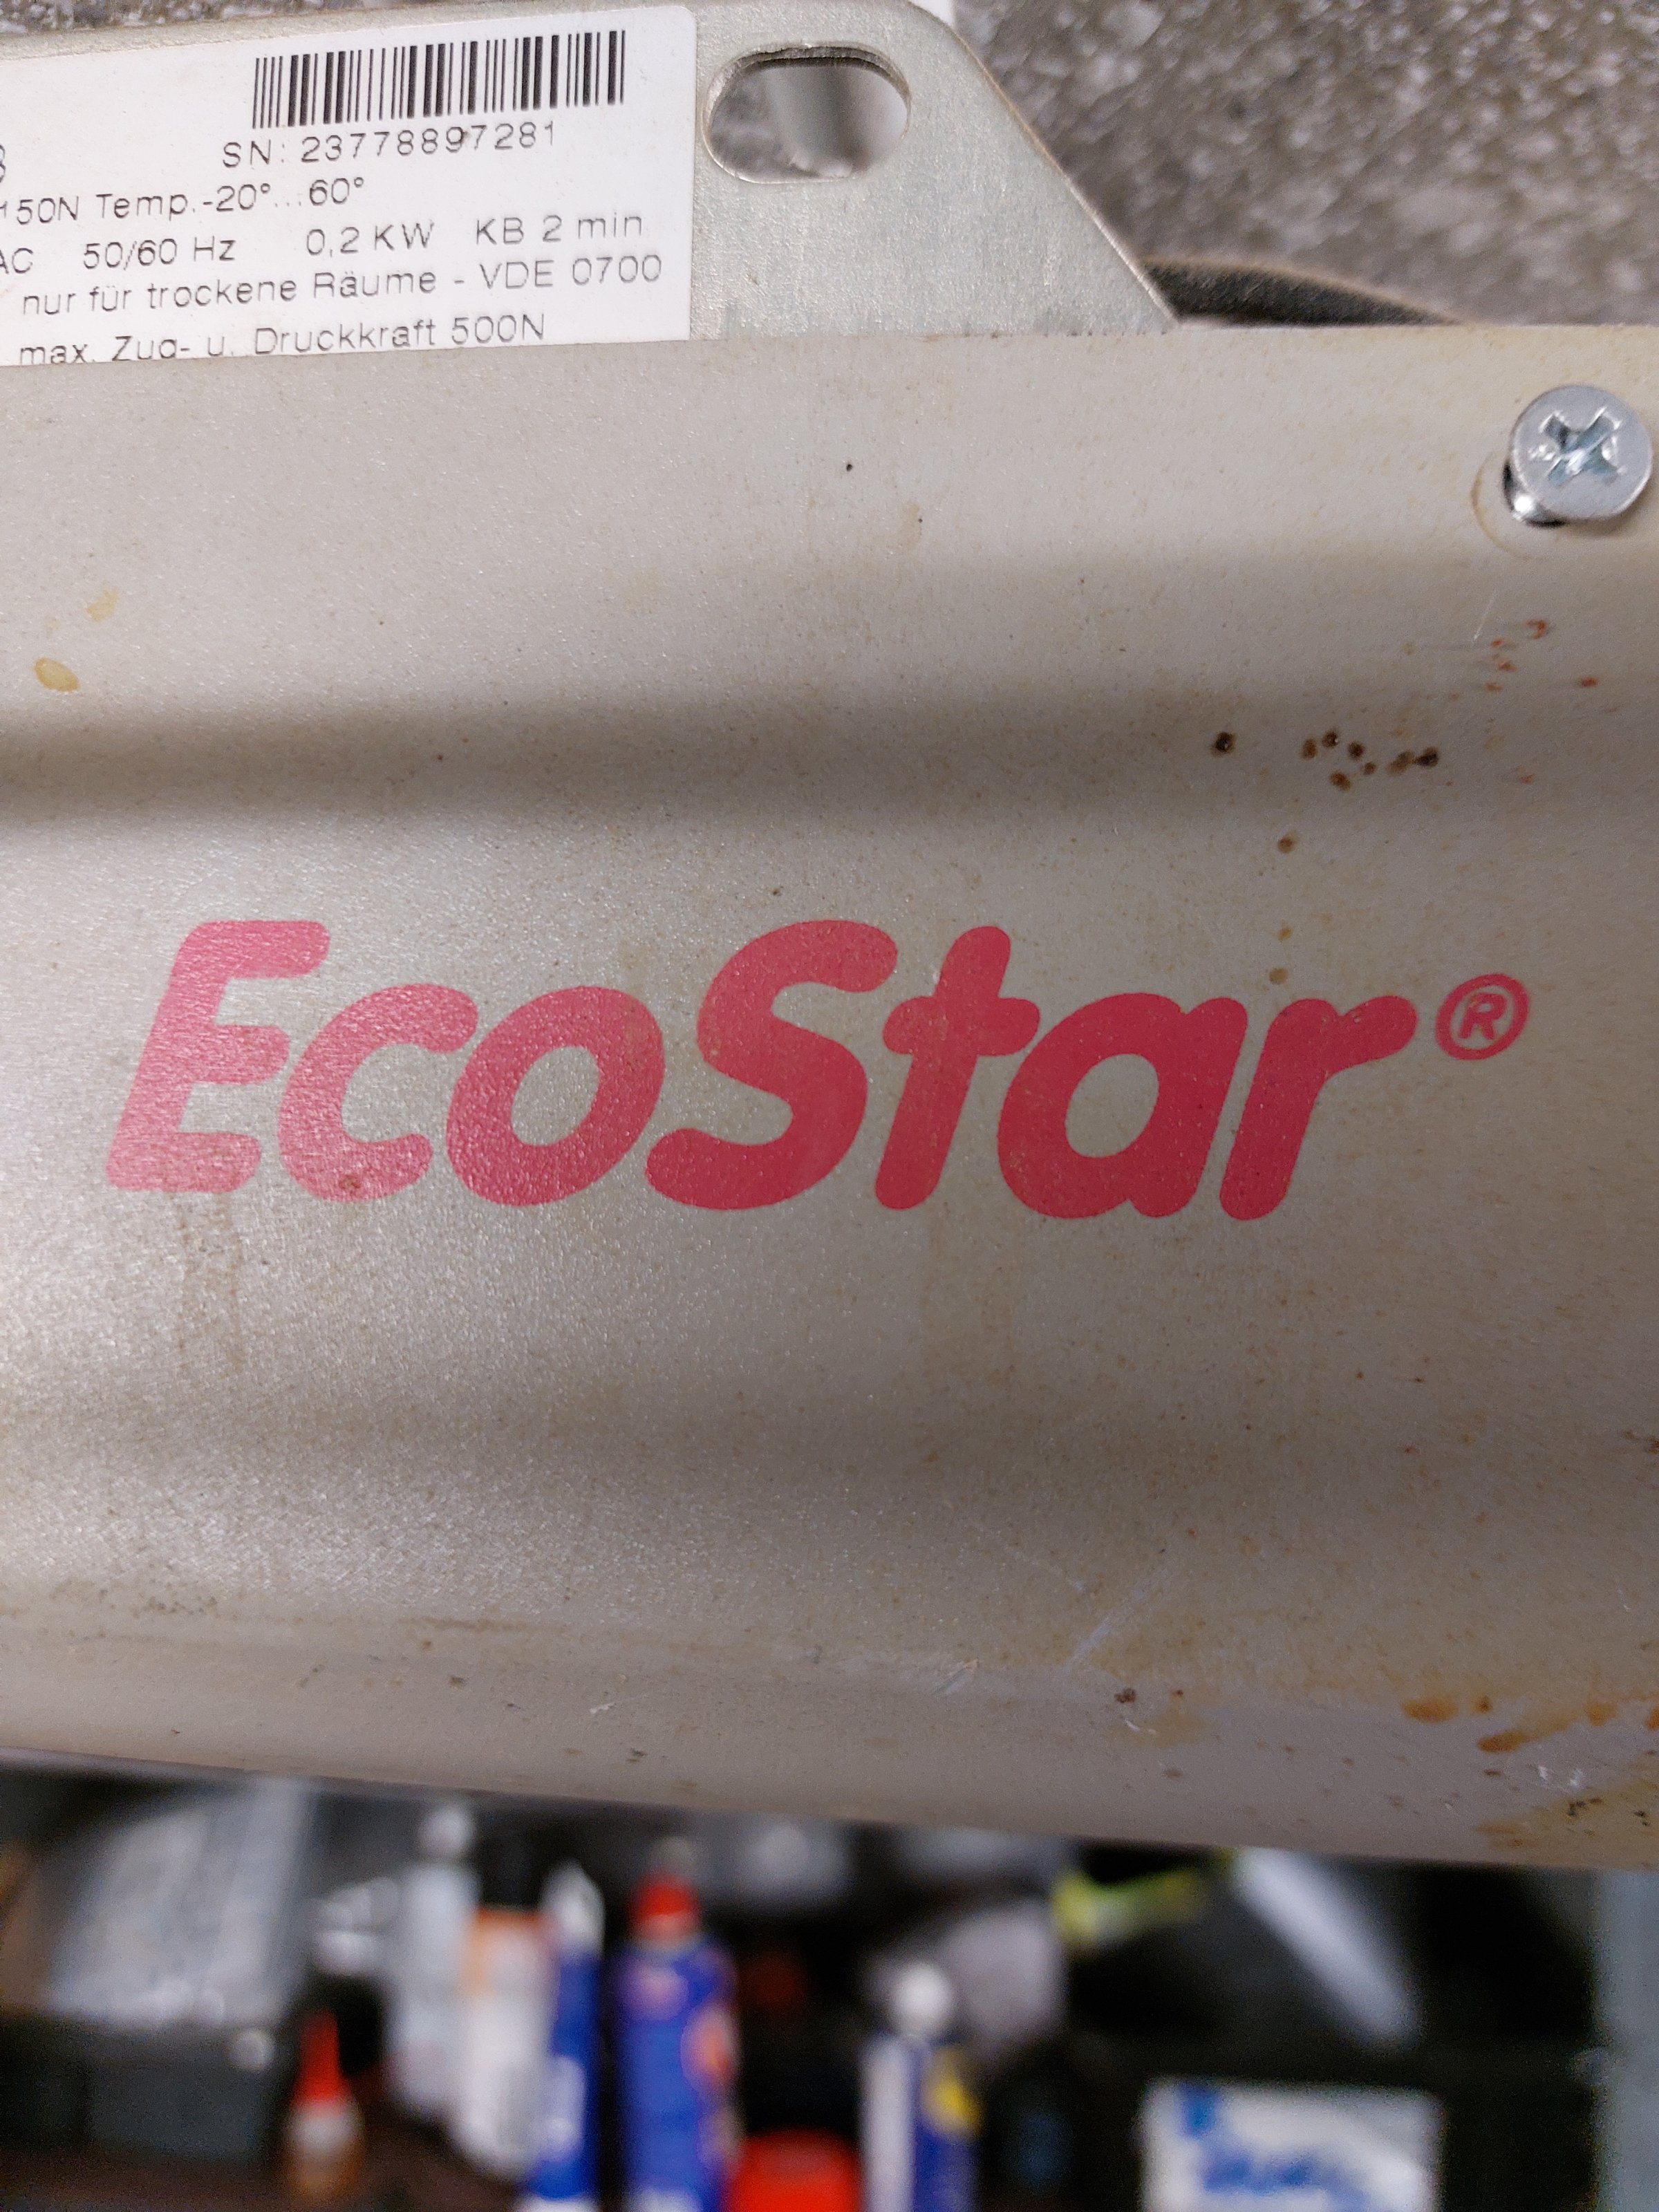 SN: 23778897281
150N Temp.-20°...60°
AC 50/60 Hz 0,2 KW KB 2 min
nur für trockene Räume - VDE 0700
max. Zug- u. Druckkraft 500N
EcoStar®